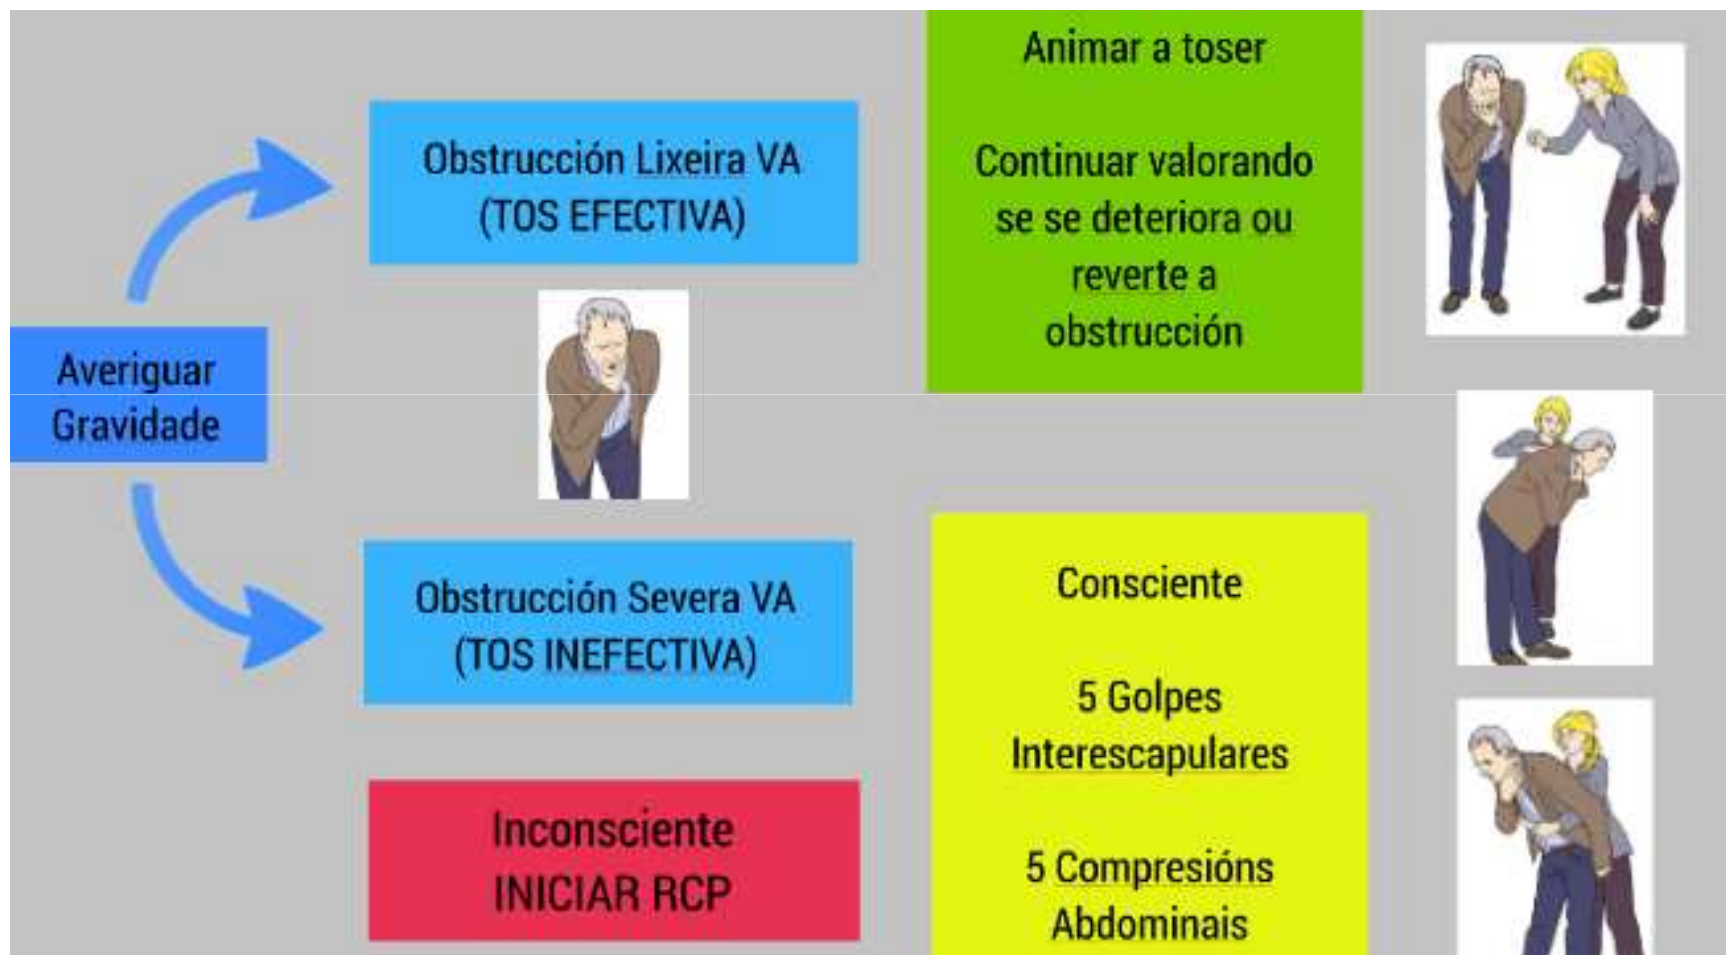 Averiguar
Gravidade
Obstrucción Lixeira VA
(TOS EFECTIVA)
Animar a toser
Continuar valorando
se se deteriora ou
reverte a
obstrucción
Obstrucción Severa VA
(TOS INEFECTIVA)
Consciente
5 Golpes
Interescapulares
5 Compresións
Abdominais
Inconsciente
INICIAR RCP